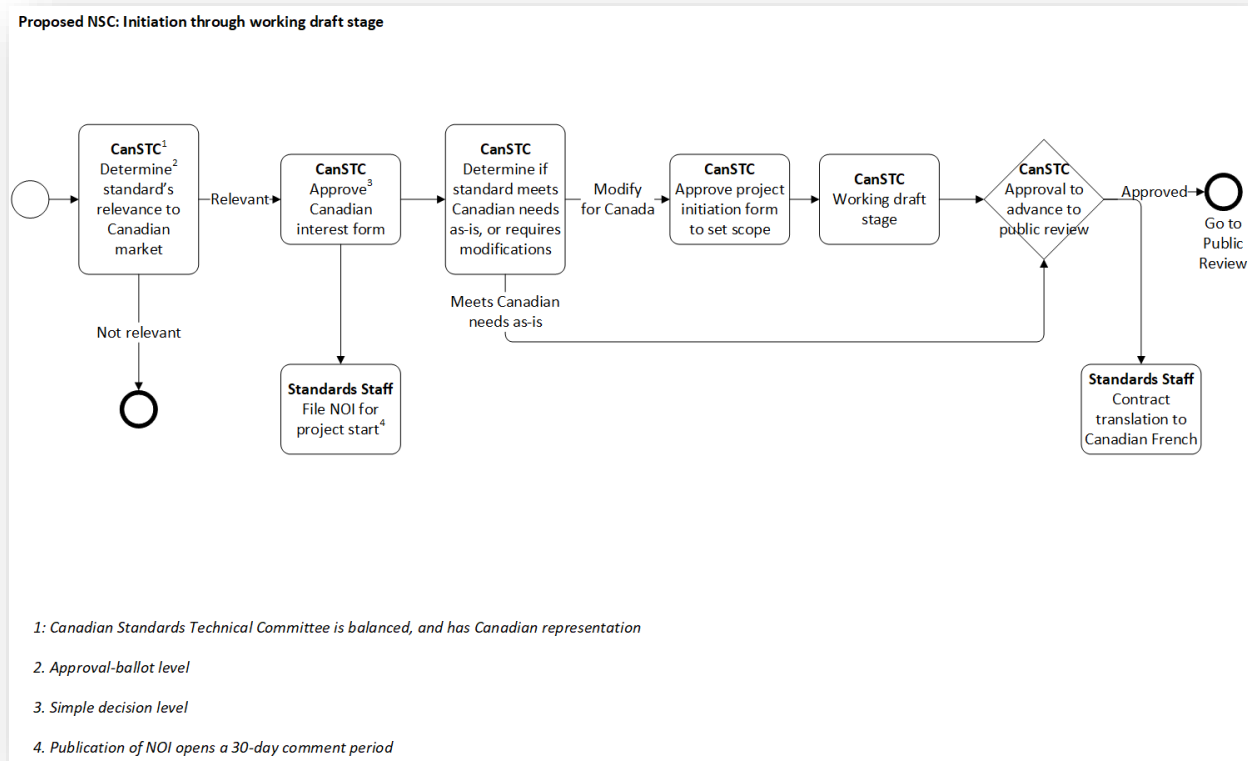 Proposed NSC: Initiation through working draft stage
CanSTC1
Determine2
standard's
relevance to
Canadian
market
Relevant
Not relevant
CanSTC
Approve3
Canadian
interest form
Standards Staff
File NOI for
project start4
CanSTC
Determine if
standard meets
Canadian needs
as-is, or requires
modifications
Modify
for Canada
Meets Canadian
needs as-is
CanSTC
Approve project
initiation form
to set scope
CanSTC
Working draft
stage
CanSTC
Approval to
advance to
public review
Approved
Go to
Public
Review
Standards Staff
Contract
translation to
Canadian French
1: Canadian Standards Technical Committee is balanced, and has Canadian representation
2. Approval-ballot level
3. Simple decision level
4. Publication of NOI opens a 30-day comment period